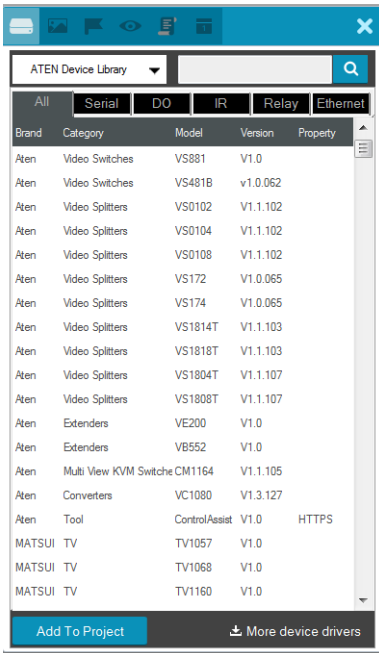 ATEN Device Library
All Serial DO IR Relay Ethernet
Brand Category Model Version Property
Aten Video Switches VS881 V1.0
Aten Video Switches VS481B v1.0.062
Aten Video Splitters VS0102 V1.1.102
Aten Video Splitters VS0104 V1.1.102
Aten Video Splitters VS0108 V1.1.102
Aten Video Splitters VS172 V1.0.065
Aten Video Splitters VS174 V1.0.065
Aten Video Splitters VS1814T V1.1.103
Aten Video Splitters VS1818T V1.1.103
Aten Video Splitters VS1804T V1.1.107
Aten Video Splitters VS1808T V1.1.107
Aten Extenders VE200 V1.0
Aten Extenders VB552 V1.0
Aten Multi View KVM Switche CM1164 V1.1.105
Aten Converters VC1080 V1.3.127
Aten Tool ControlAssist V1.0 HTTPS
MATSUI TV TV1057 V1.0
MATSUI TV TV1068 V1.0
MATSUI TV TV1160 V1.0
Add To Project More device drivers